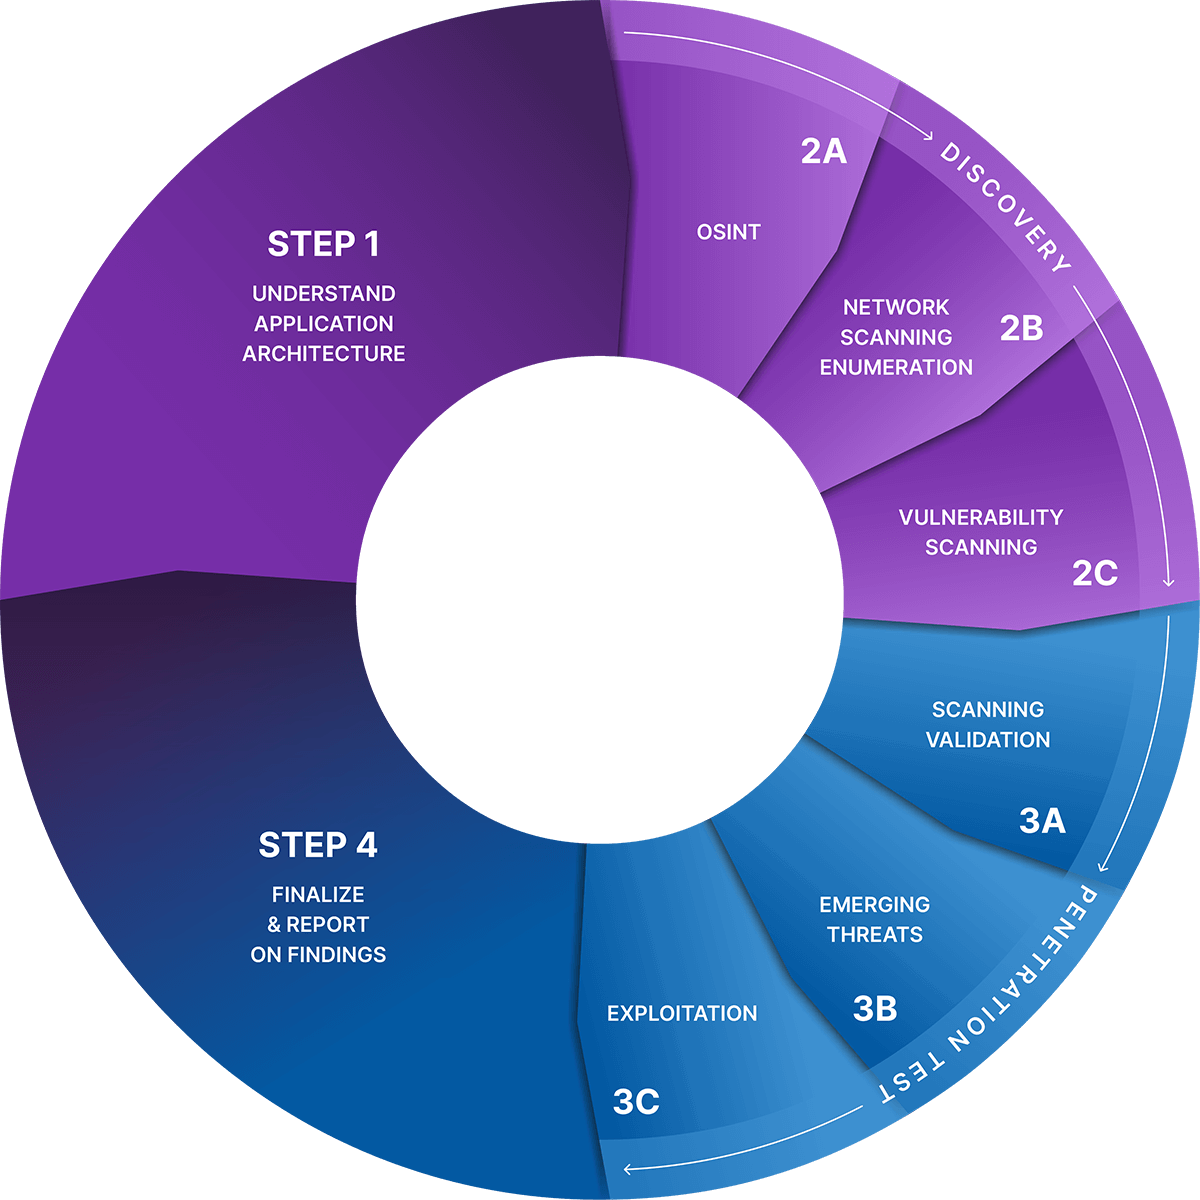 STEP 1
UNDERSTAND
APPLICATION
ARCHITECTURE
DISCOVERY
2A
OSINT
2B
NETWORK
SCANNING
ENUMERATION
2C
VULNERABILITY
SCANNING
PENETRATION TEST
3A
SCANNING
VALIDATION
3B
EMERGING
THREATS
3C
EXPLOITATION
STEP 4
FINALIZE
& REPORT
ON FINDINGS